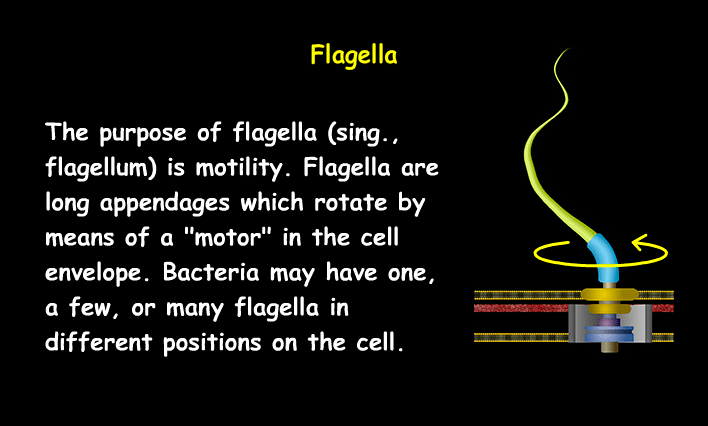 Flagella
The purpose of flagella (sing.,
flagellum) is motility. Flagella are
long appendages which rotate by
means of a "motor" in the cell
envelope. Bacteria may have one,
a few, or many flagella in
different positions on the cell.